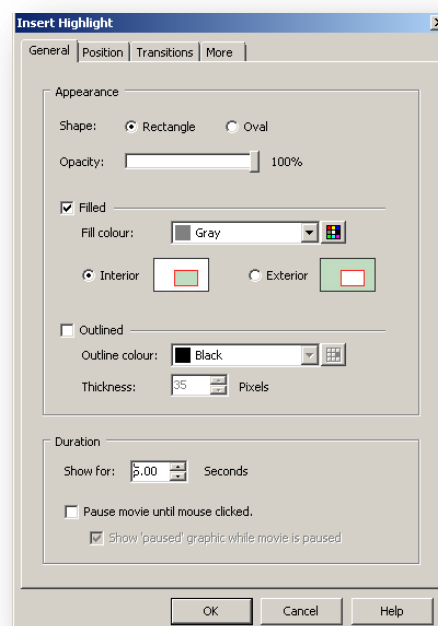 Insert Highlight
General Position Transitions More
Appearance
Shape: Rectangle Oval
Opacity: 100%
Filled
Fill colour: Gray
Interior Exterior
Outlined
Outline colour: Black
Thickness: 35 Pixels
Duration
Show for: 5.00 Seconds
Pause movie until mouse clicked.
Show 'paused' graphic while movie is paused
OK Cancel Help